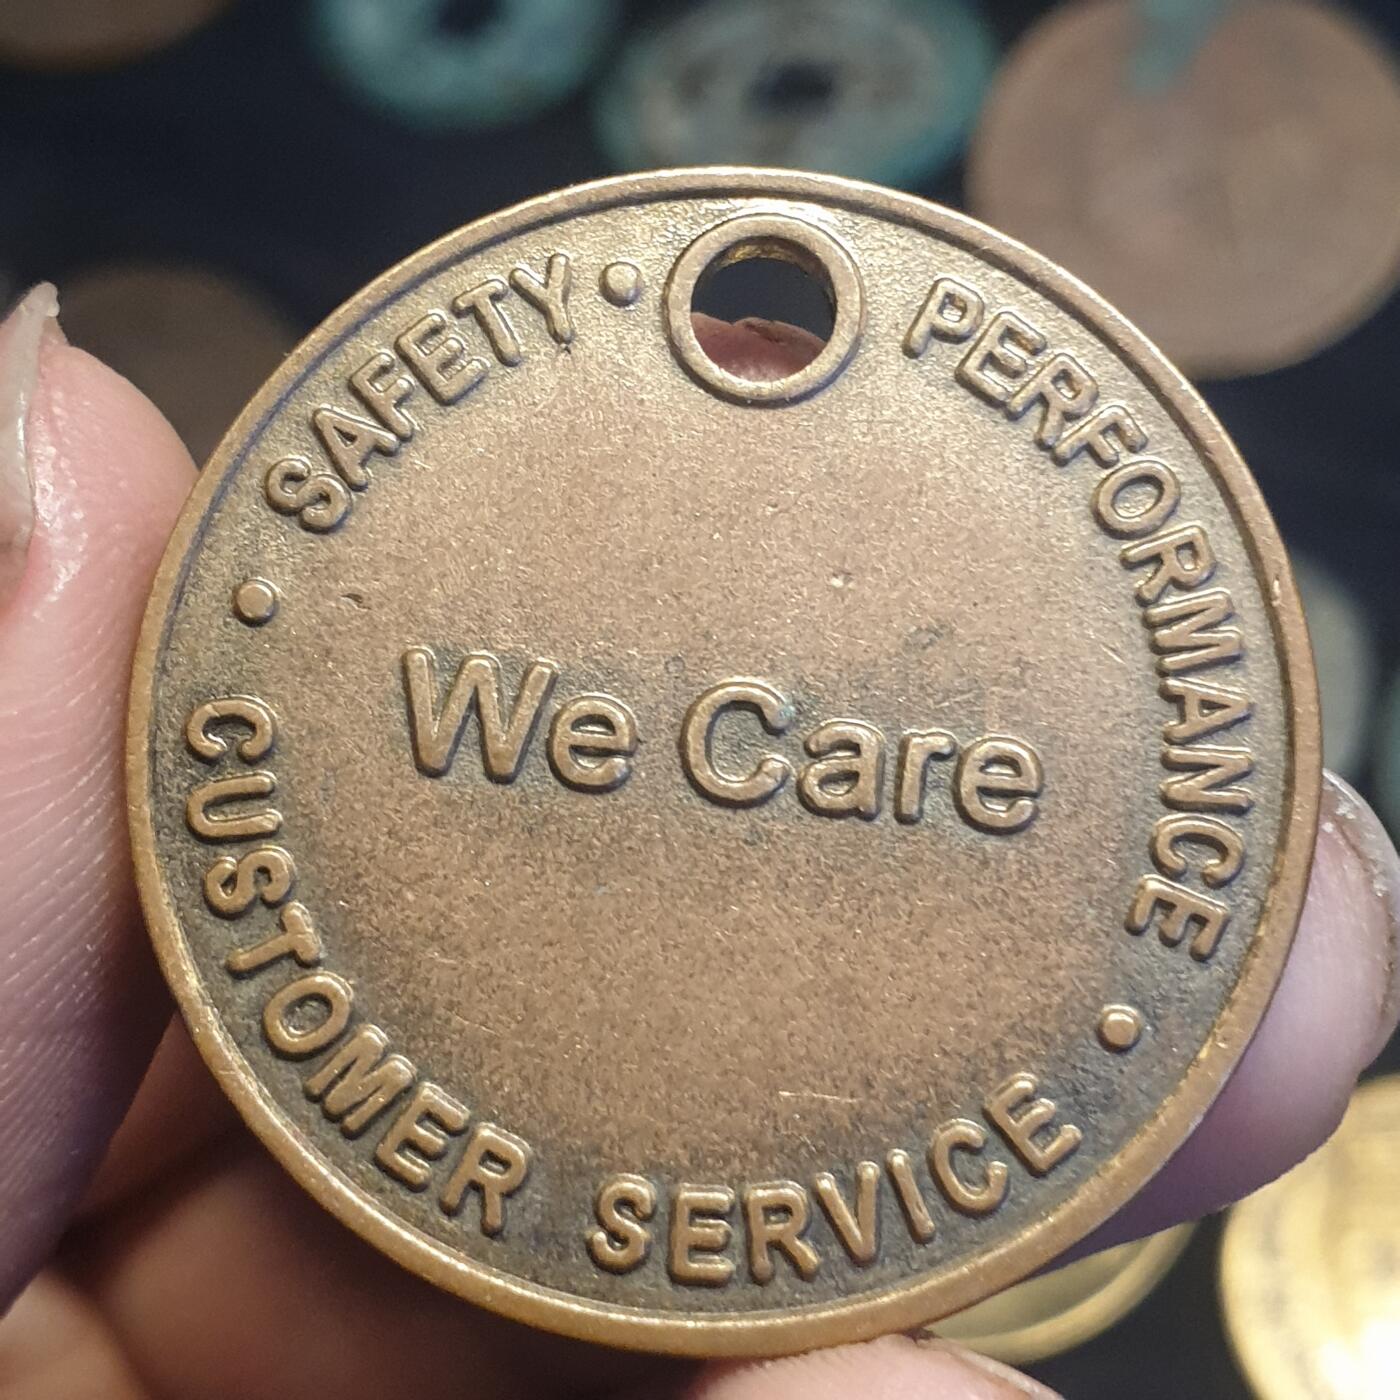 SAFETY • PERFORMANCE • CUSTOMER SERVICE •
We Care